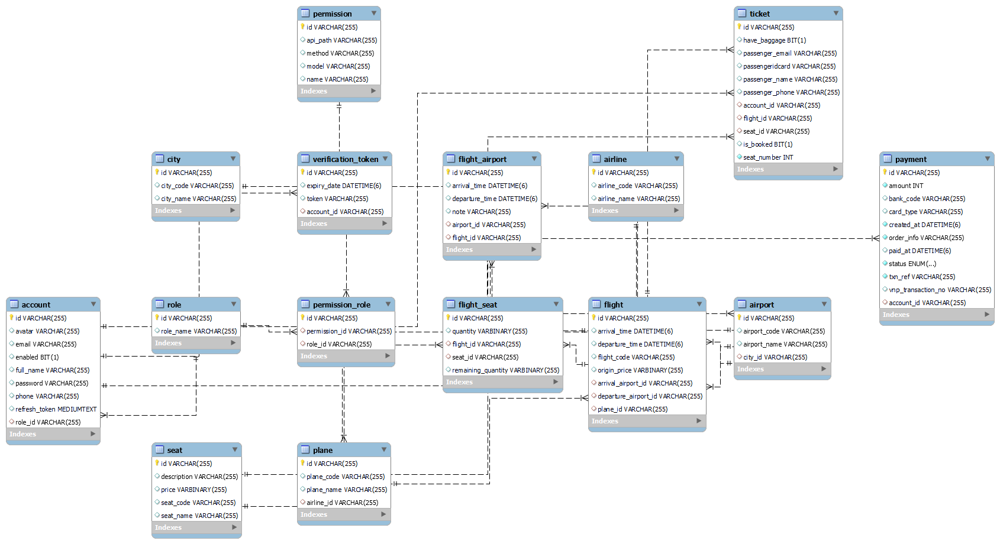 permission
id VARCHAR(255)
api_path VARCHAR(255)
method VARCHAR(255)
model VARCHAR(255)
name VARCHAR(255)
Indexes
ticket
id VARCHAR(255)
have_baggage BIT(1)
passenger_email VARCHAR(255)
passengeridcard VARCHAR(255)
passenger_name VARCHAR(255)
passenger_phone VARCHAR(255)
account_id VARCHAR(255)
flight_id VARCHAR(255)
seat_id VARCHAR(255)
is_booked BIT(1)
seat_number INT
Indexes
city
id VARCHAR(255)
city_code VARCHAR(255)
city_name VARCHAR(255)
Indexes
verification_token
id VARCHAR(255)
expiry_date DATETIME(6)
token VARCHAR(255)
account_id VARCHAR(255)
Indexes
flight_airport
id VARCHAR(255)
arrival_time DATETIME(6)
departure_time DATETIME(6)
note VARCHAR(255)
airport_id VARCHAR(255)
flight_id VARCHAR(255)
Indexes
airline
id VARCHAR(255)
airline_code VARCHAR(255)
airline_name VARCHAR(255)
Indexes
payment
id VARCHAR(255)
amount INT
bank_code VARCHAR(255)
card_type VARCHAR(255)
created_at DATETIME(6)
order_info VARCHAR(255)
paid_at DATETIME(6)
status ENUM(...)
txn_ref VARCHAR(255)
vnp_transaction_no VARCHAR(255)
account_id VARCHAR(255)
Indexes
account
id VARCHAR(255)
avatar VARCHAR(255)
email VARCHAR(255)
enabled BIT(1)
full_name VARCHAR(255)
password VARCHAR(255)
phone VARCHAR(255)
refresh_token MEDIUMTEXT
role_id VARCHAR(255)
Indexes
role
id VARCHAR(255)
role_name VARCHAR(255)
Indexes
permission_role
id VARCHAR(255)
permission_id VARCHAR(255)
role_id VARCHAR(255)
Indexes
flight_seat
id VARCHAR(255)
quantity VARBINARY(255)
flight_id VARCHAR(255)
seat_id VARCHAR(255)
remaining_quantity VARBINARY(255)
Indexes
flight
id VARCHAR(255)
arrival_time DATETIME(6)
departure_time DATETIME(6)
flight_code VARCHAR(255)
origin_price VARBINARY(255)
arrival_airport_id VARCHAR(255)
departure_airport_id VARCHAR(255)
plane_id VARCHAR(255)
Indexes
airport
id VARCHAR(255)
airport_code VARCHAR(255)
airport_name VARCHAR(255)
city_id VARCHAR(255)
Indexes
seat
id VARCHAR(255)
description VARCHAR(255)
price VARBINARY(255)
seat_code VARCHAR(255)
seat_name VARCHAR(255)
Indexes
plane
id VARCHAR(255)
plane_code VARCHAR(255)
plane_name VARCHAR(255)
airline_id VARCHAR(255)
Indexes